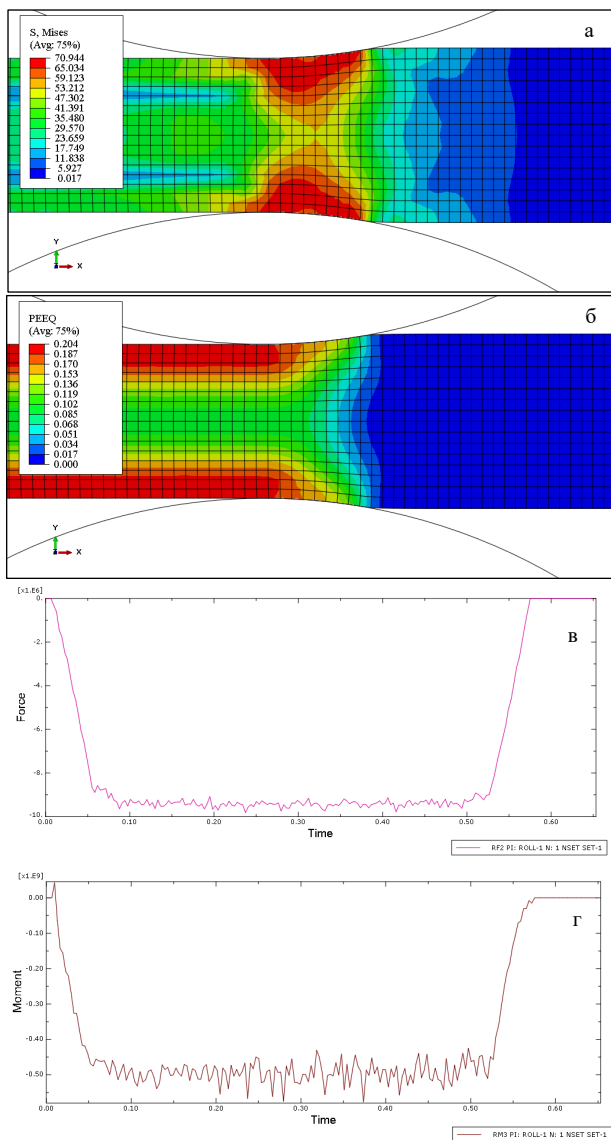 S, Mises
(Avg: 75%)
70.944
65.034
59.123
53.212
47.302
41.391
35.480
29.570
23.659
17.749
11.838
5.927
0.017
а
Y
Z X
PEEQ
(Avg: 75%)
0.204
0.187
0.170
0.153
0.136
0.119
0.102
0.085
0.068
0.051
0.034
0.017
0.000
б
Y
Z X
[x1.E6]
0.
-2.
-4.
-6.
-8.
-10.
Force
в
0.00 0.10 0.20 0.30 0.40 0.50 0.60
Time
RF2 PI: ROLL-1 N: 1 NSET SET-1
[x1.E9]
0.00
-0.10
-0.20
-0.30
-0.40
-0.50
Moment
г
0.00 0.10 0.20 0.30 0.40 0.50 0.60
Time
RM3 PI: ROLL-1 N: 1 NSET SET-1